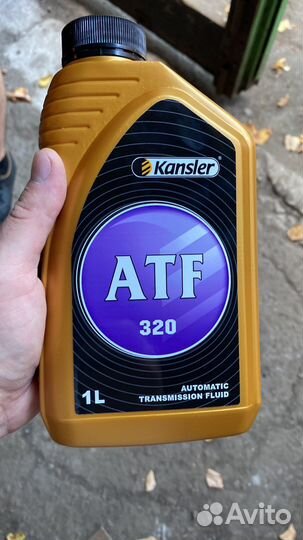 Kansler®
ATF
320
1L
AUTOMATIC
TRANSMISSION FLUID
Avito